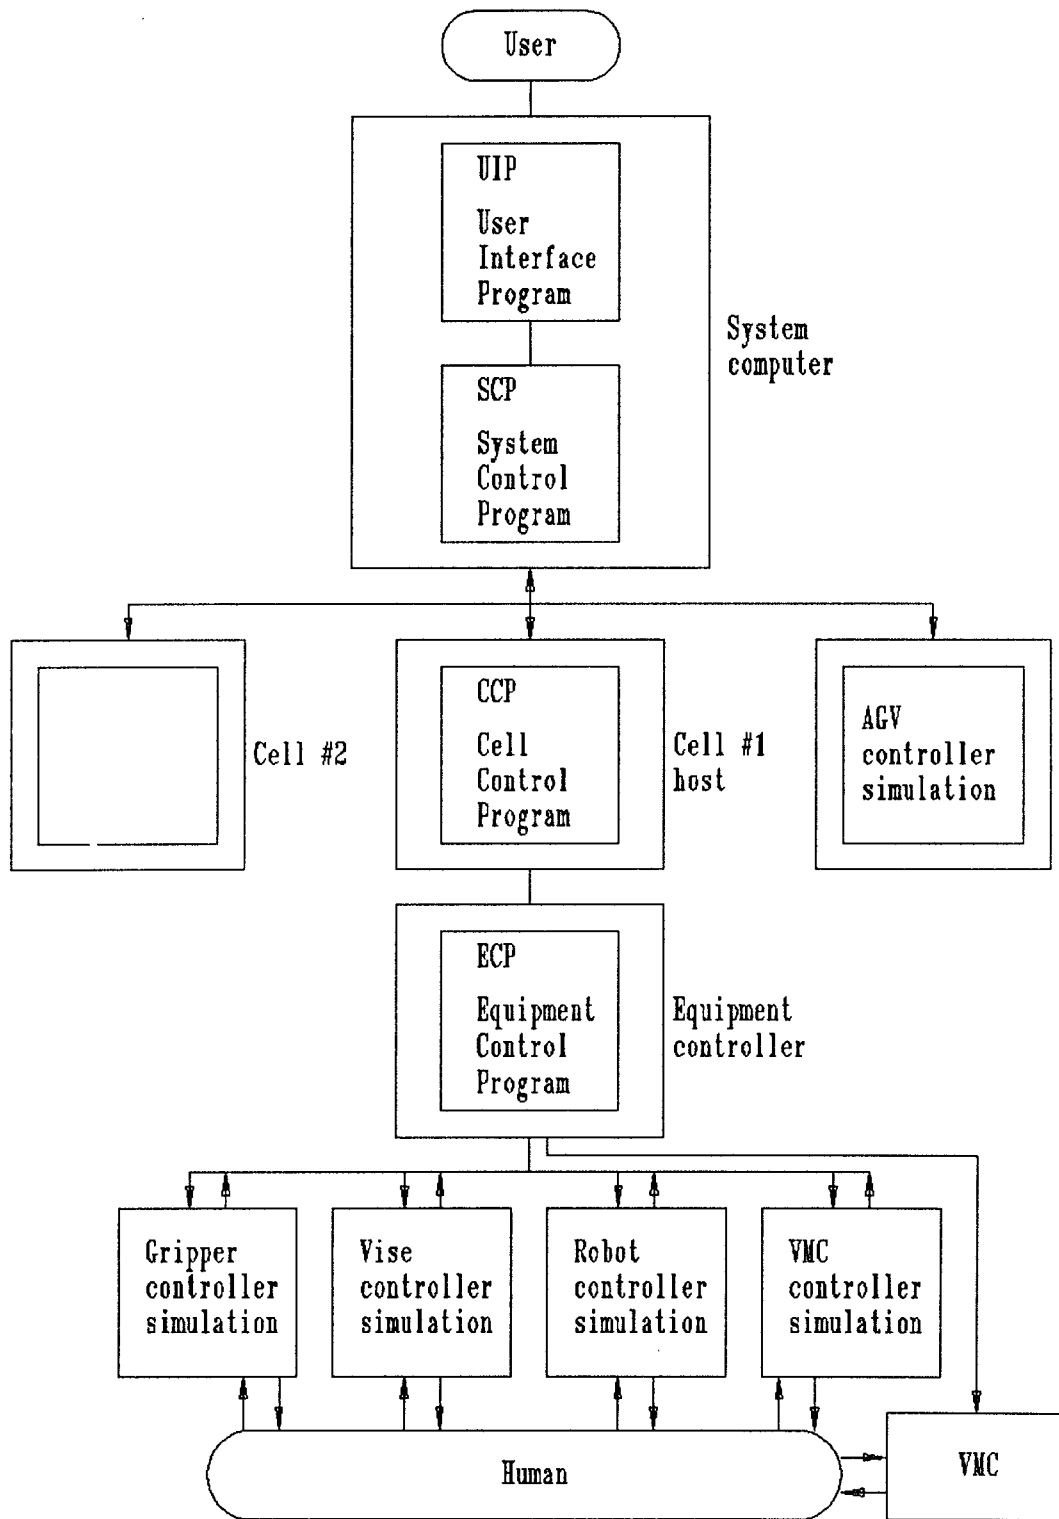 User
UIP
User
Interface
Program
System
computer
SCP
System
Control
Program
Cell #2
CCP
Cell
Control
Program
Cell #1
host
AGV
controller
simulation
ECP
Equipment
Control
Program
Equipment
controller
Gripper
controller
simulation
Vise
controller
simulation
Robot
controller
simulation
VMC
controller
simulation
Human
VMC